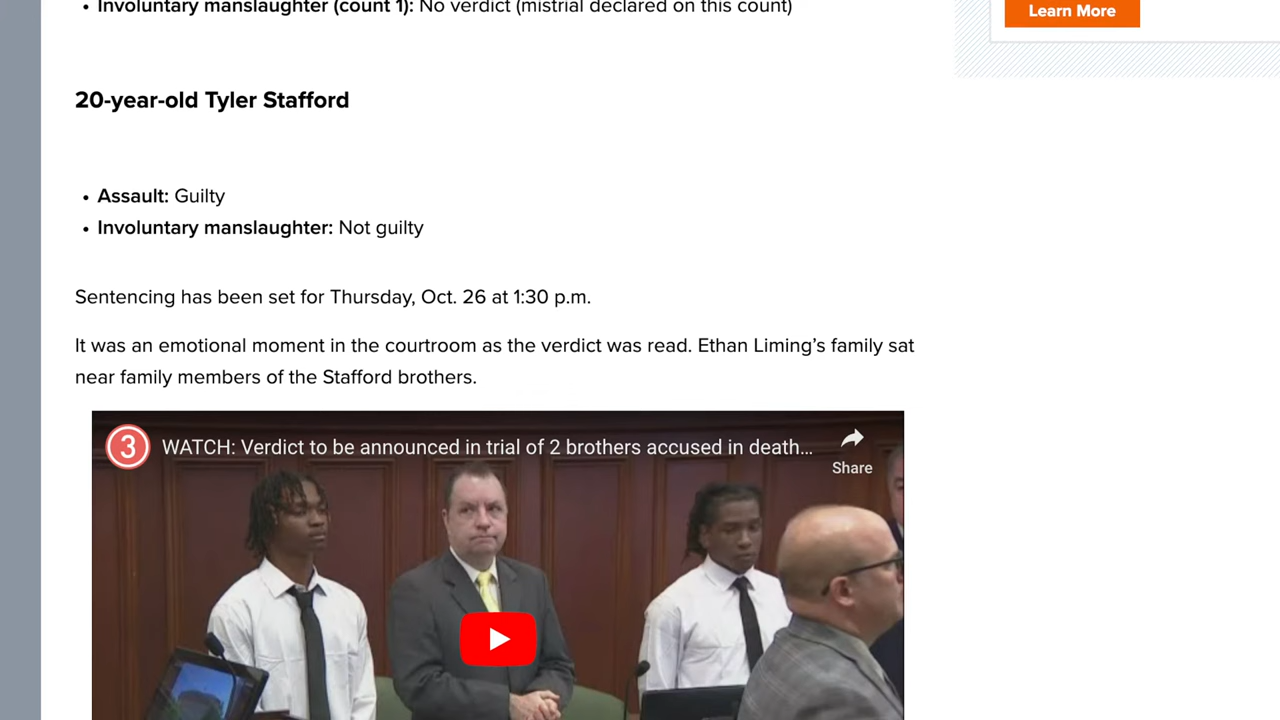 • Involuntary manslaughter (count 1): No verdict (mistrial declared on this count)
Learn More
20-year-old Tyler Stafford
• Assault: Guilty
• Involuntary manslaughter: Not guilty
Sentencing has been set for Thursday, Oct. 26 at 1:30 p.m.
It was an emotional moment in the courtroom as the verdict was read. Ethan Liming’s family sat
near family members of the Stafford brothers.
3 WATCH: Verdict to be announced in trial of 2 brothers accused in death...
Share